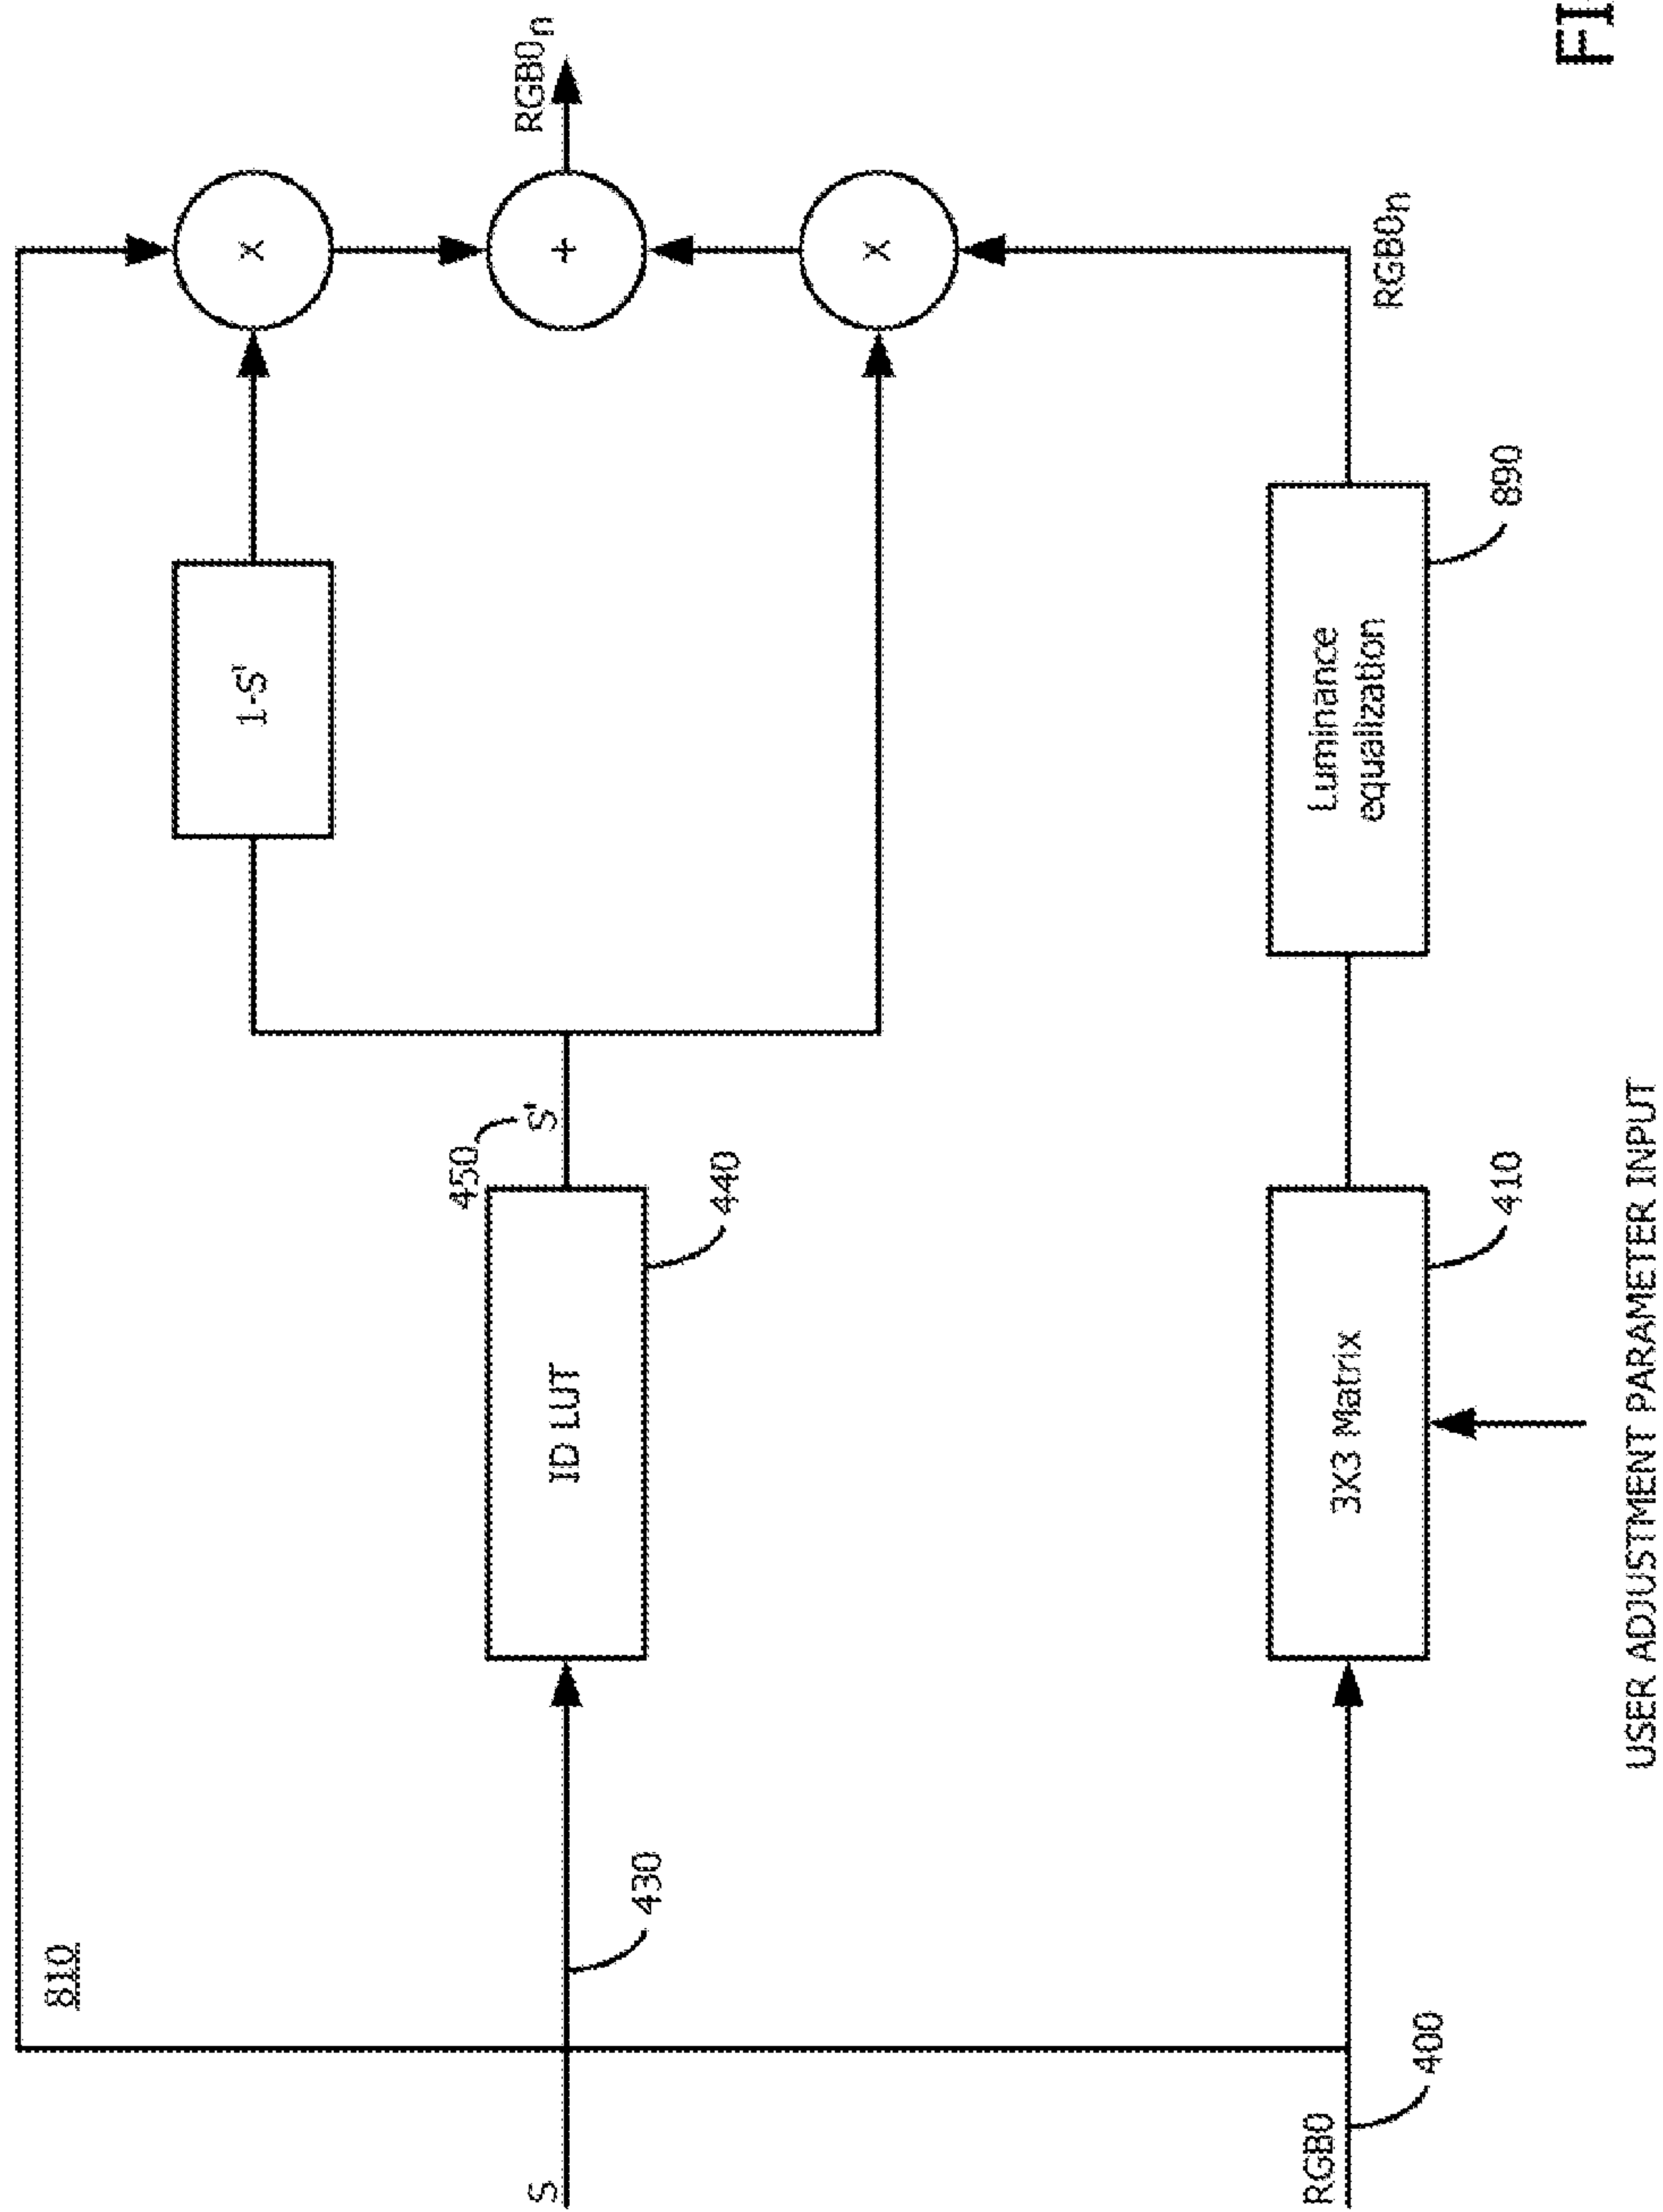 810
RGB0n
x
1-S'
+
450
S'
S
430
ID LUT
440
x
RGB0n
RGB0
400
3X3 Matrix
410
Luminance
equalization
890
USER ADJUSTMENT PARAMETER INPUT
FI